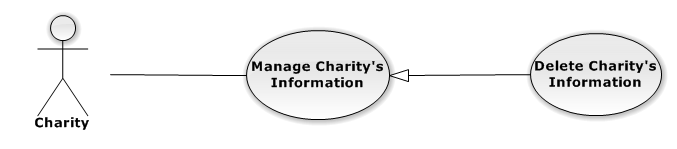 Charity
Manage Charity's
Information
Delete Charity's
Information